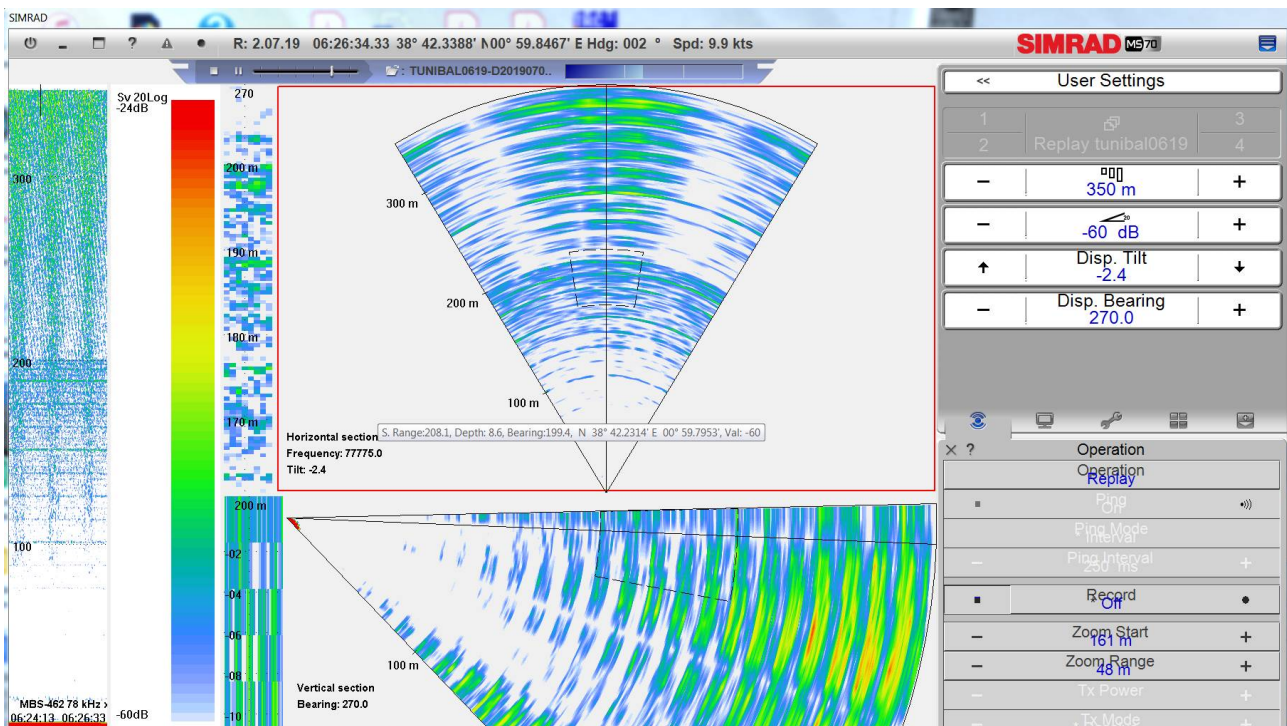 SIMRAD
R: 2.07.19 06:26:34.33 38° 42.3388' N00° 59.8467' E Hdg: 002 ° Spd: 9.9 kts
SIMRAD MS70
: TUNIBAL0619-D2019070..
<< User Settings
1 3
2 Replay tunibal0619 4
350 m
20
-60 dB
Disp. Tilt
-2.4
Disp. Bearing
270.0
Sv 20Log
-24dB
300
200
100
MBS-462 78 kHz
06:24:13 06:26:33
-60dB
270
200 m
190 m
180 m
170 m
300 m
200 m
100 m
S. Range:208.1, Depth: 8.6, Bearing:199.4, N 38° 42.2314' E 00° 59.7953', Val: -60
Horizontal section
Frequency: 77775.0
Tilt: -2.4
200 m
-02
-04
-06
-08
-10
100 m
Vertical section
Bearing: 270.0
× ? Operation
Operation
Replay
Ping
On
Ping Mode
* Interval
Ping Interval
250 ms
Record
* Off
Zoom Start
161 m
Zoom Range
48 m
Tx Power
Tx Mode